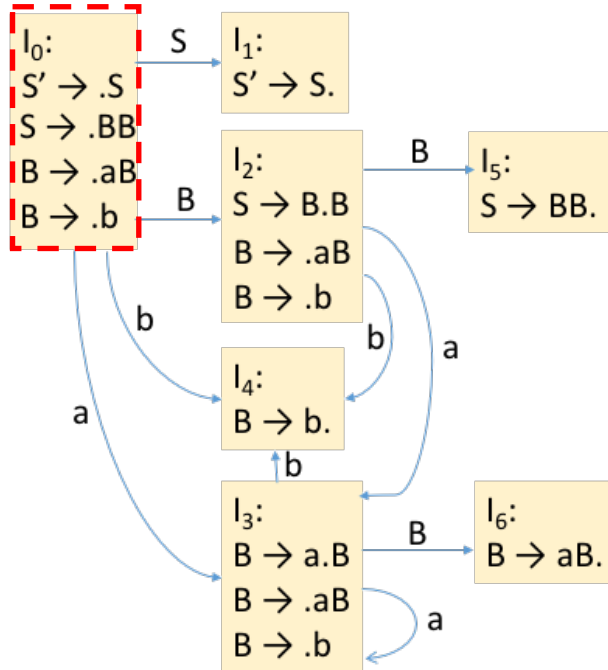 I₀:
S' → .S
S → .BB
B → .aB
B → .b
S
I₁:
S' → S.
B
I₂:
S → B.B
B → .aB
B → .b
B
I₅:
S → BB.
b
b
a
a
I₄:
B → b.
b
I₃:
B → a.B
B → .aB
B → .b
B
I₆:
B → aB.
a